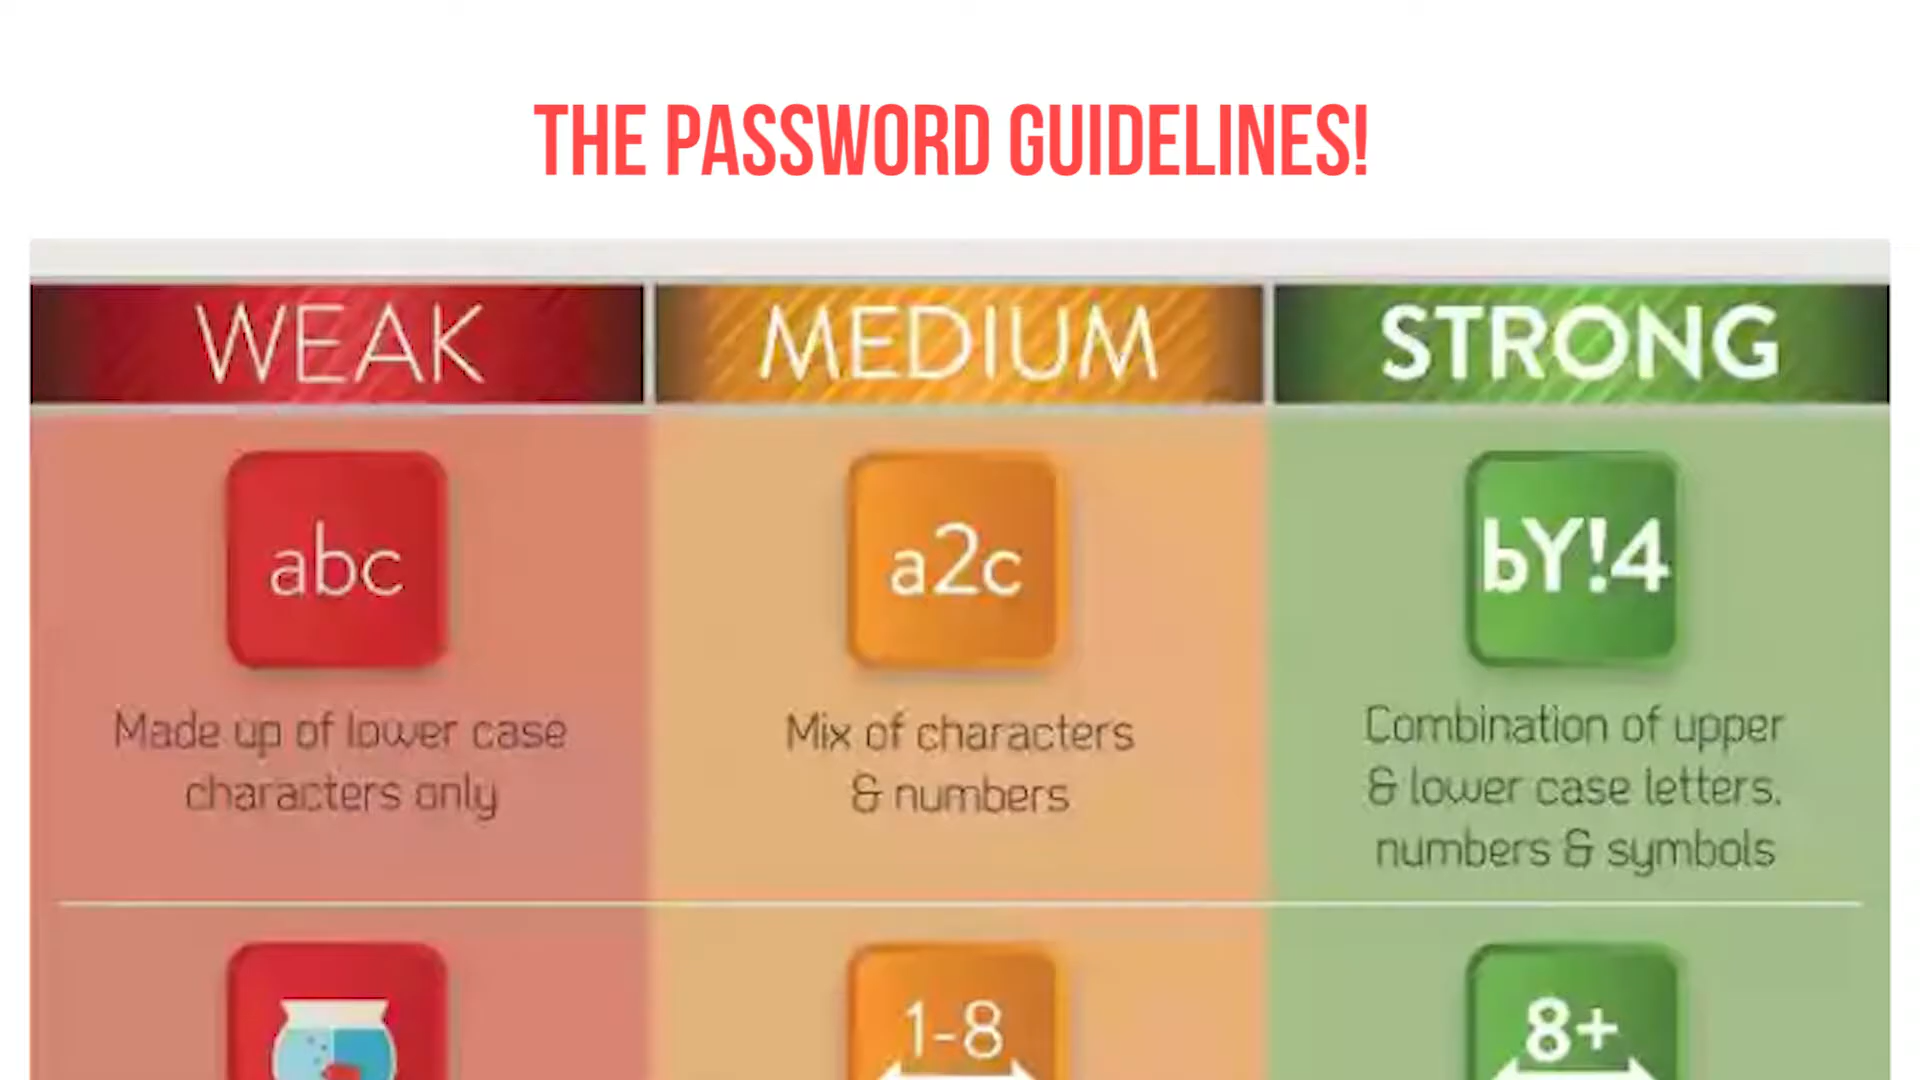 THE PASSWORD GUIDELINES!
WEAK
MEDIUM
STRONG
abc
a2c
bY!4
Made up of lower case
characters only
Mix of characters
& numbers
Combination of upper
& lower case letters,
numbers & symbols
1-8
8+